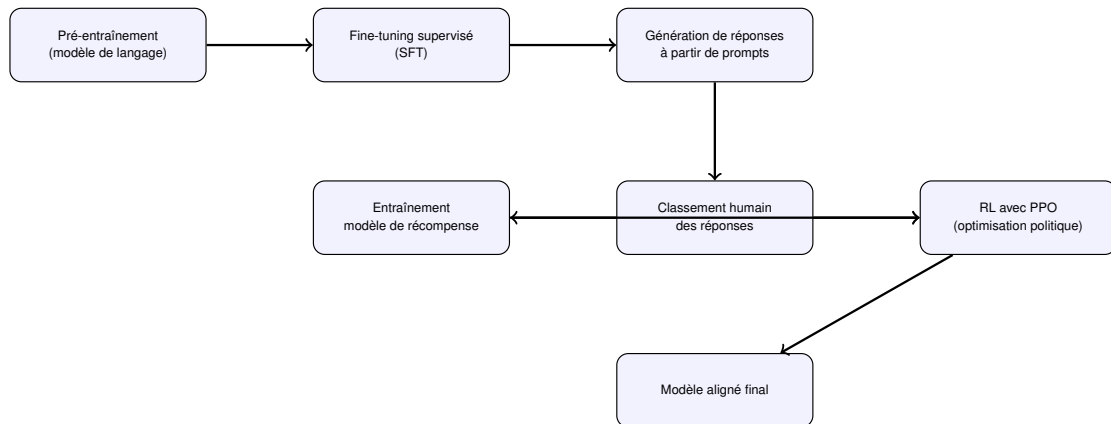 Pré-entraînement
(modèle de langage)
Fine-tuning supervisé
(SFT)
Génération de réponses
à partir de prompts
Entraînement
modèle de récompense
Classement humain
des réponses
RL avec PPO
(optimisation politique)
Modèle aligné final